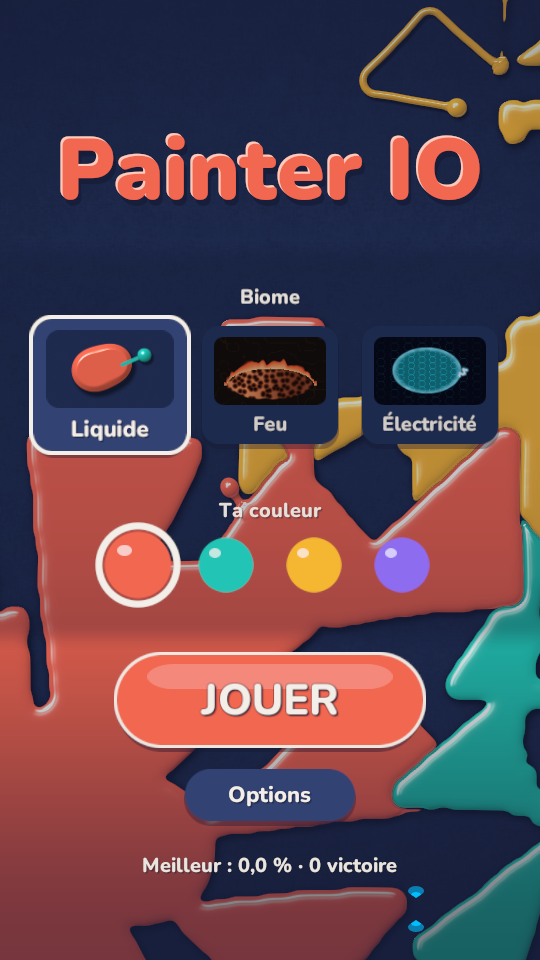 Painter IO
Biome
Liquide
Feu
Électricité
Ta couleur
JOUER
Options
Meilleur : 0,0 % · 0 victoire